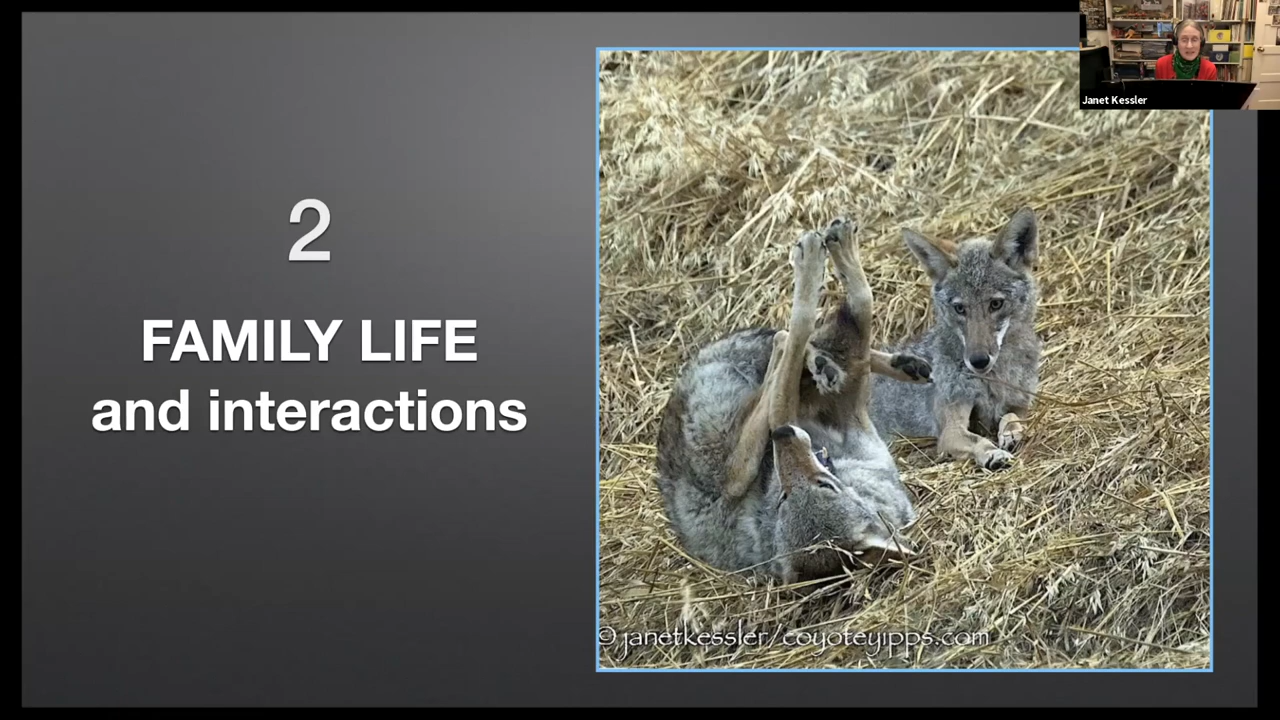 2
FAMILY LIFE
and interactions
Janet Kessler
© janetkessler/coyoteyipps.com